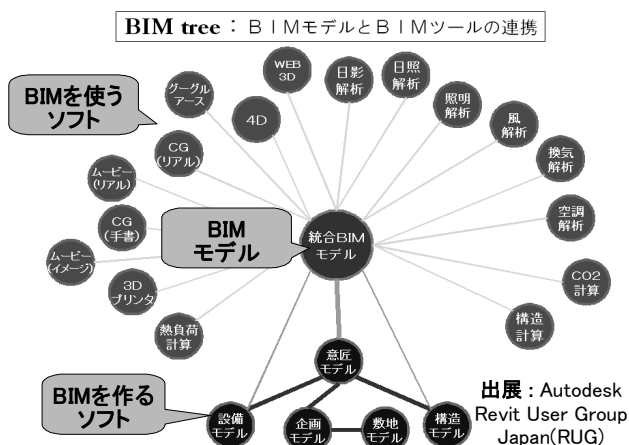 BIM tree : ＢＩＭモデルとＢＩＭツールの連携
WEB
3D
日影
解析
日照
解析
グーグル
アース
BIMを使う
ソフト
4D
照明
解析
風
解析
CG
(リアル)
換気
解析
ムービー
(リアル)
CG
(手書)
BIM
モデル
統合BIM
モデル
空調
解析
ムービー
(イメージ)
3D
プリンタ
CO2
計算
熱負荷
計算
構造
計算
意匠
モデル
BIMを作る
ソフト
設備
モデル
企画
モデル
敷地
モデル
構造
モデル
出展 : Autodesk
Revit User Group
Japan(RUG)